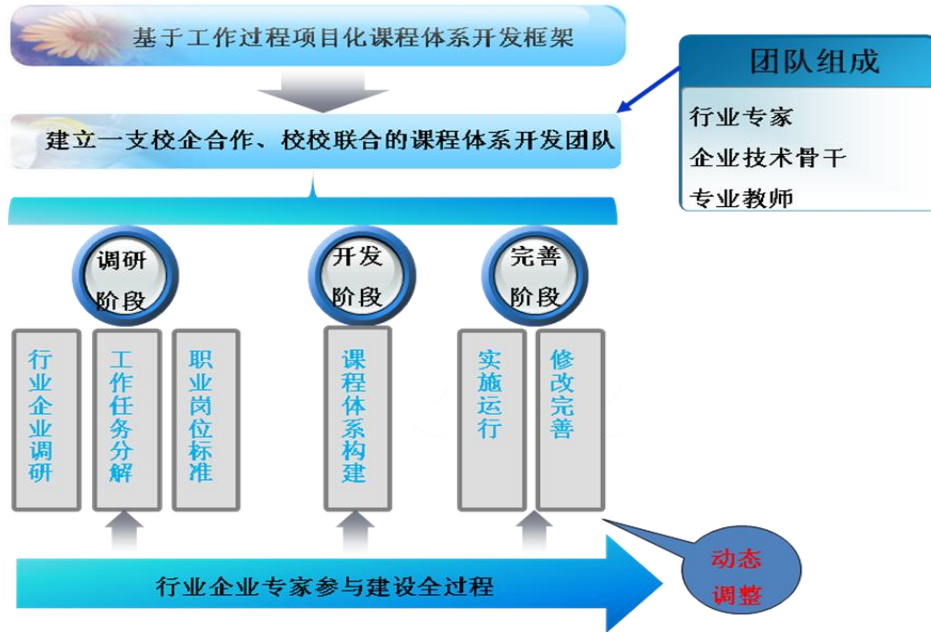 基于工作过程项目化课程体系开发框架
团队组成
行业专家
企业技术骨干
专业教师
建立一支校企合作、校校联合的课程体系开发团队
调研
阶段
开发
阶段
完善
阶段
行业企业调研
工作任务分解
职业岗位标准
课程体系构建
实施运行
修改完善
行业企业专家参与建设全过程
动态
调整